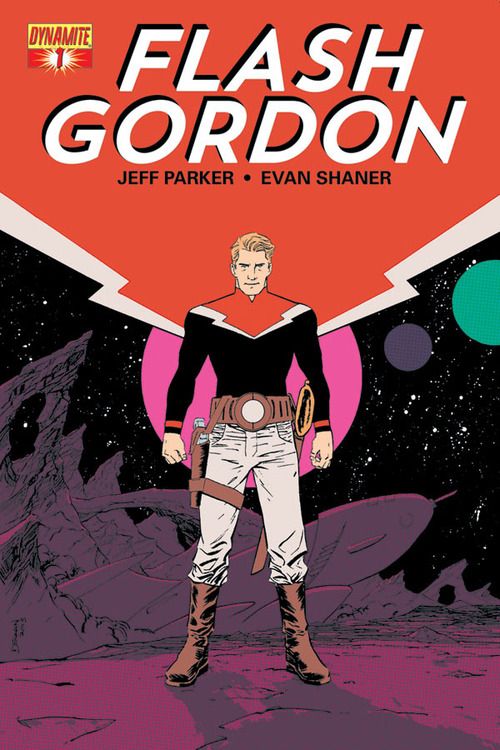 DYNAMITE
1
FLASH
GORDON
JEFF PARKER • EVAN SHANER